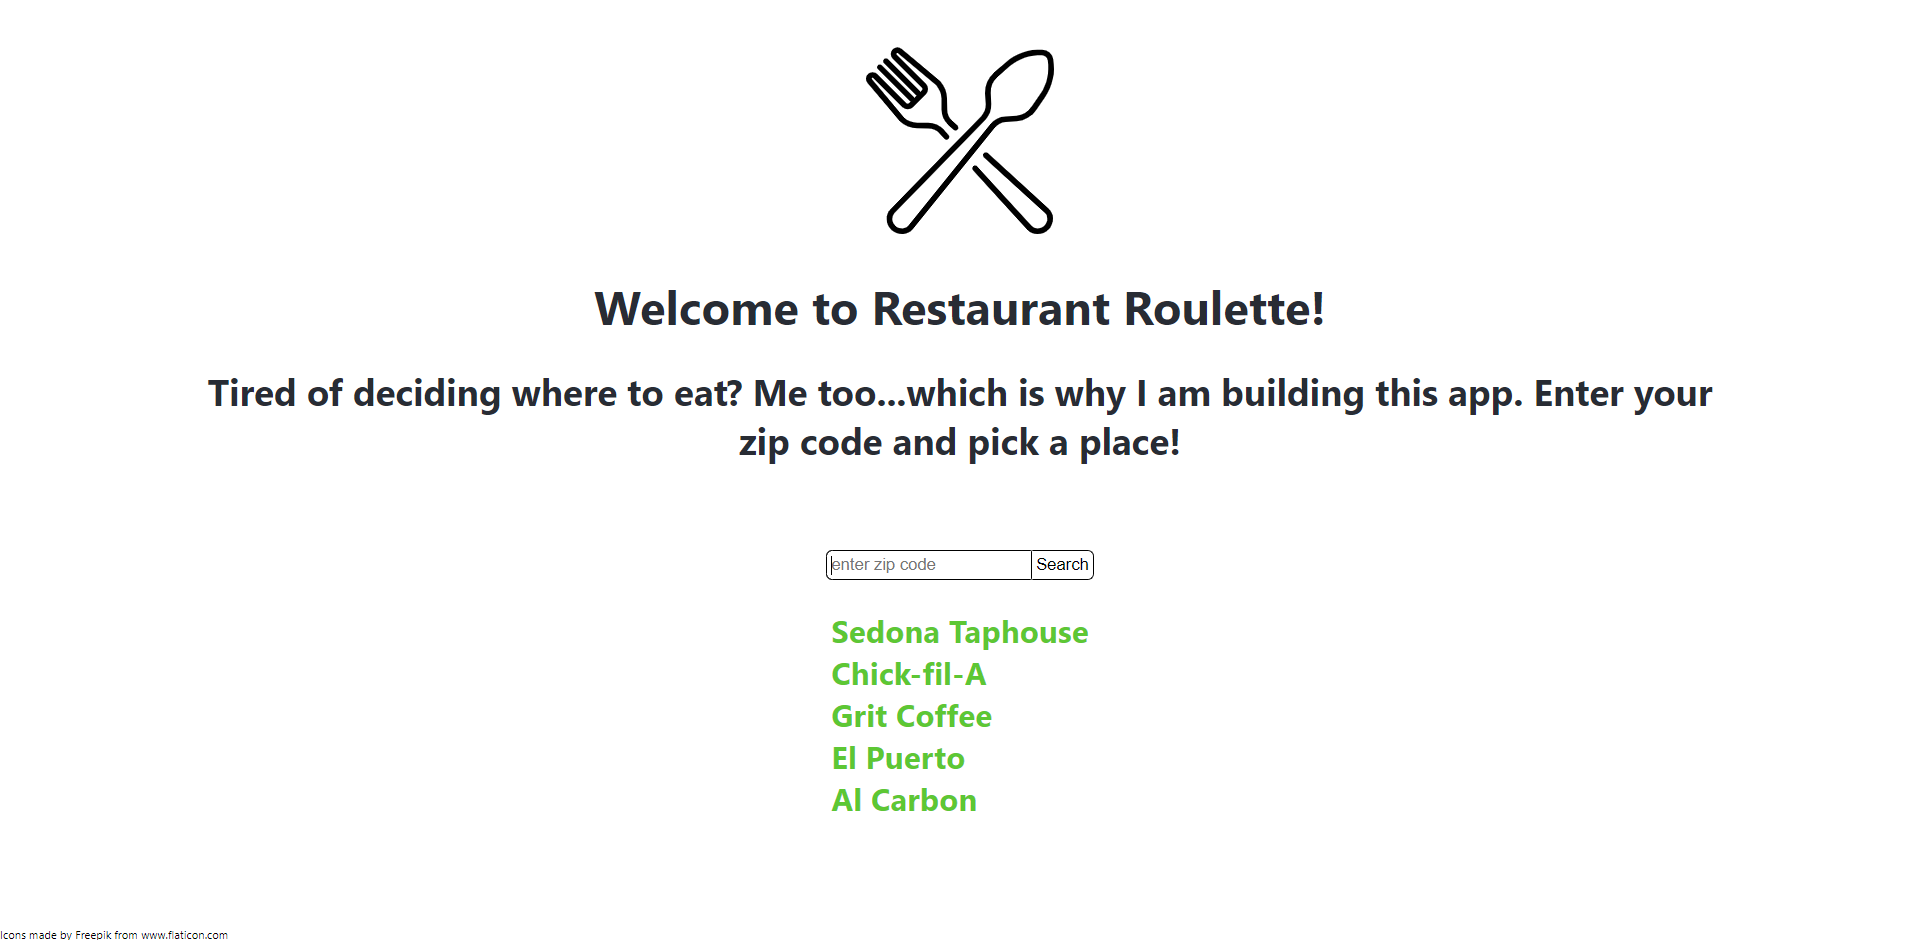 Welcome to Restaurant Roulette!
Tired of deciding where to eat? Me too...which is why I am building this app. Enter your
zip code and pick a place!
enter zip code Search
Sedona Taphouse
Chick-fil-A
Grit Coffee
El Puerto
Al Carbon
Icons made by Freepik from www.flaticon.com